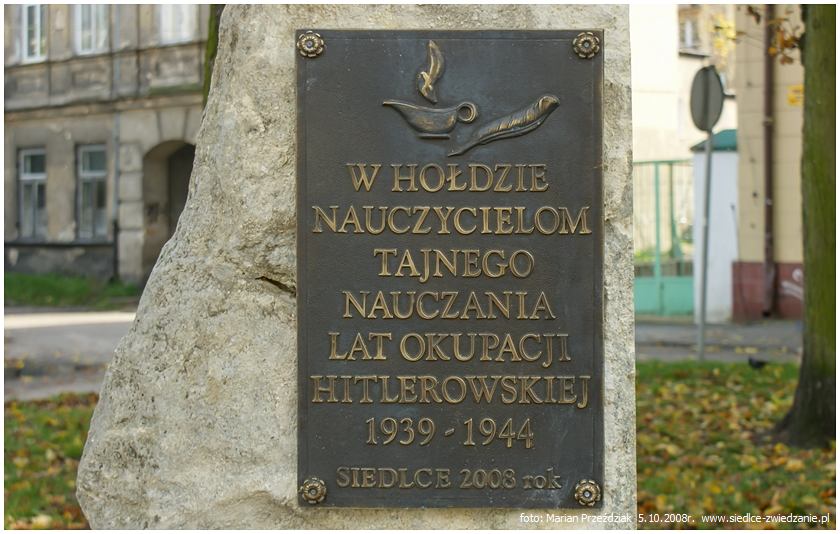 W HOŁDZIE
NAUCZYCIELOM
TAJNEGO
NAUCZANIA
LAT OKUPACJI
HITLEROWSKIEJ
1939 - 1944
SIEDLCE 2008 rok
foto: Marian Przeździak 5.10.2008r. www.siedlce-zwiedzanie.pl